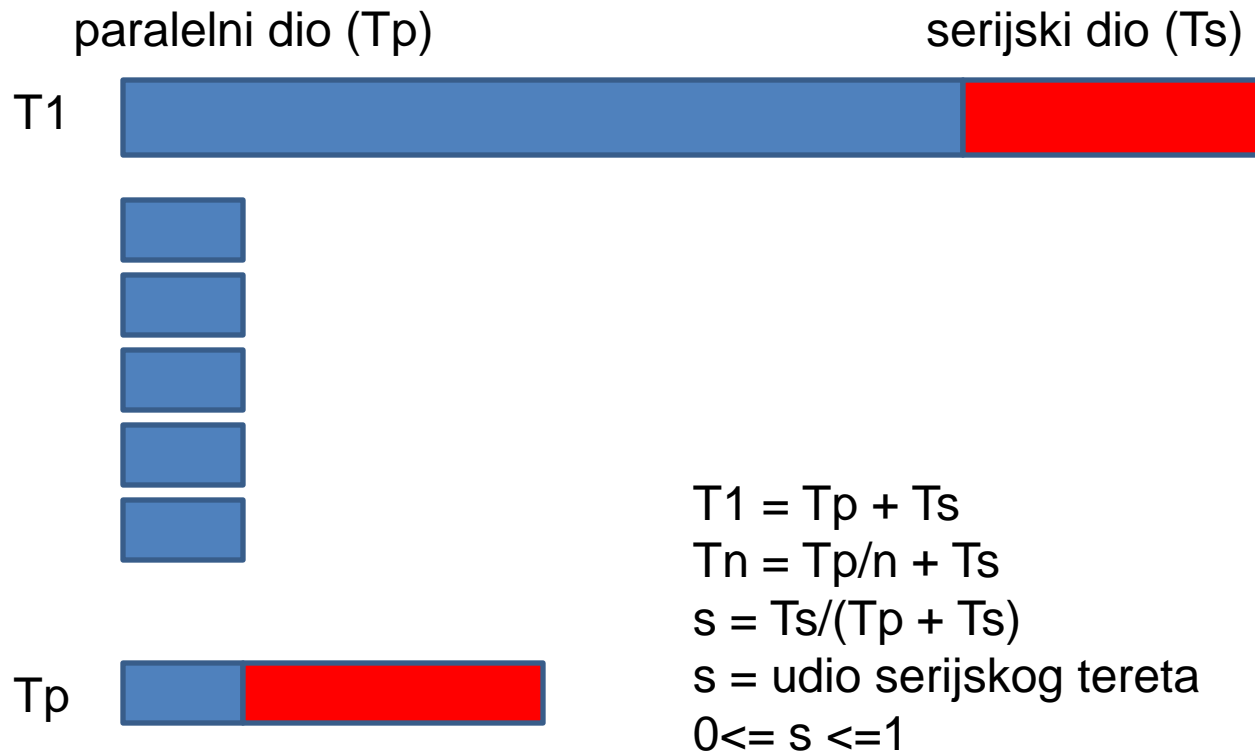 paralelni dio (Tp)
serijski dio (Ts)
T1
T1 = Tp + Ts
Tn = Tp/n + Ts
s = Ts/(Tp + Ts)
s = udio serijskog tereta
0<= s <=1
Tp